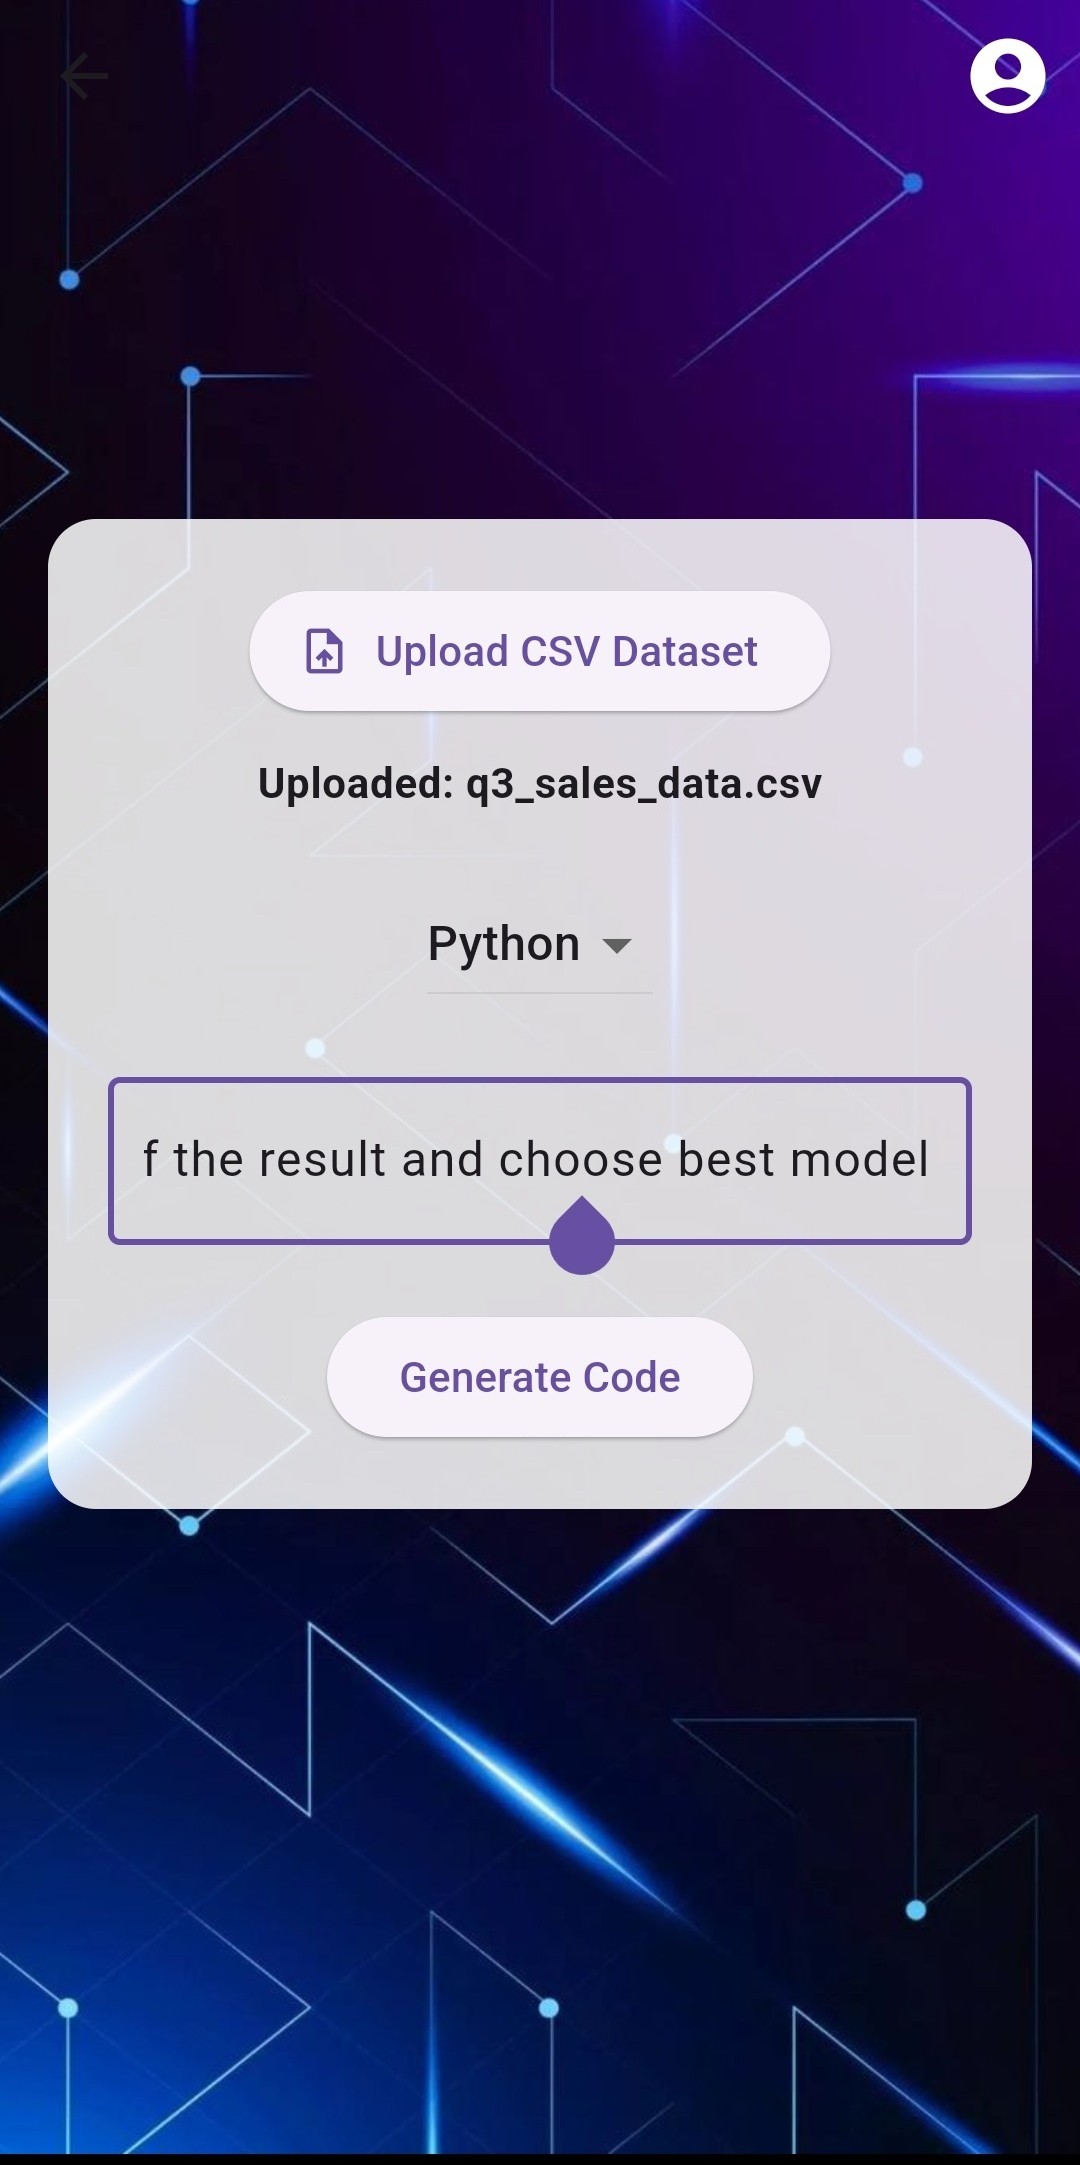 Upload CSV Dataset
Uploaded: q3_sales_data.csv
Python
f the result and choose best model
Generate Code